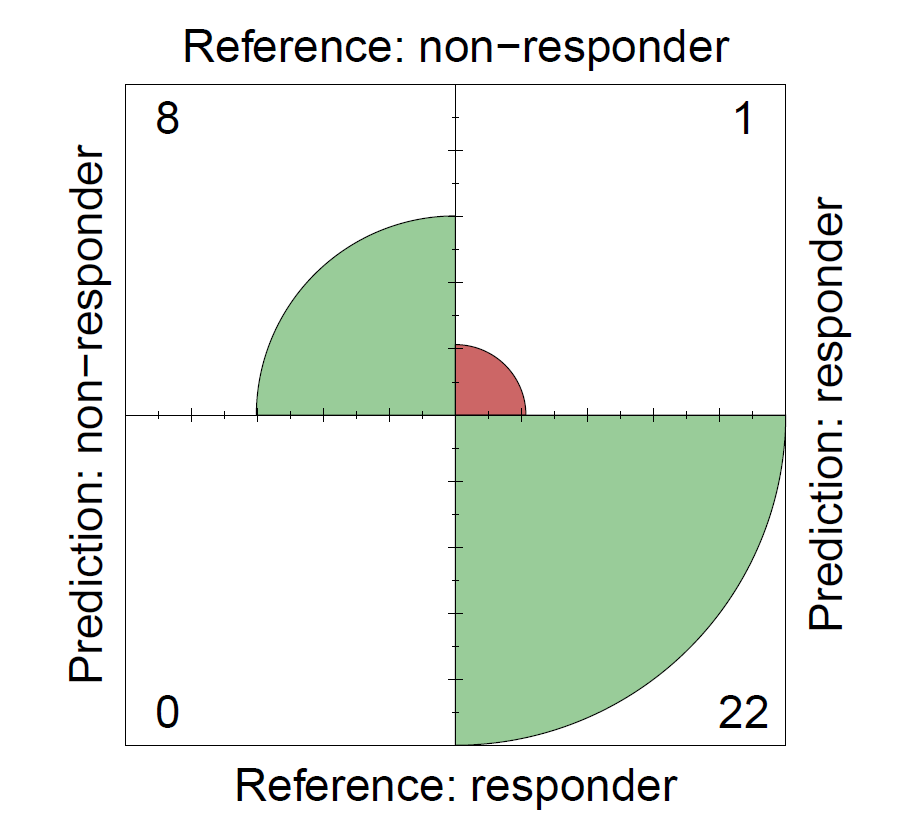 Reference: non−responder
8
1
Prediction: non−responder
Prediction: responder
0
22
Reference: responder